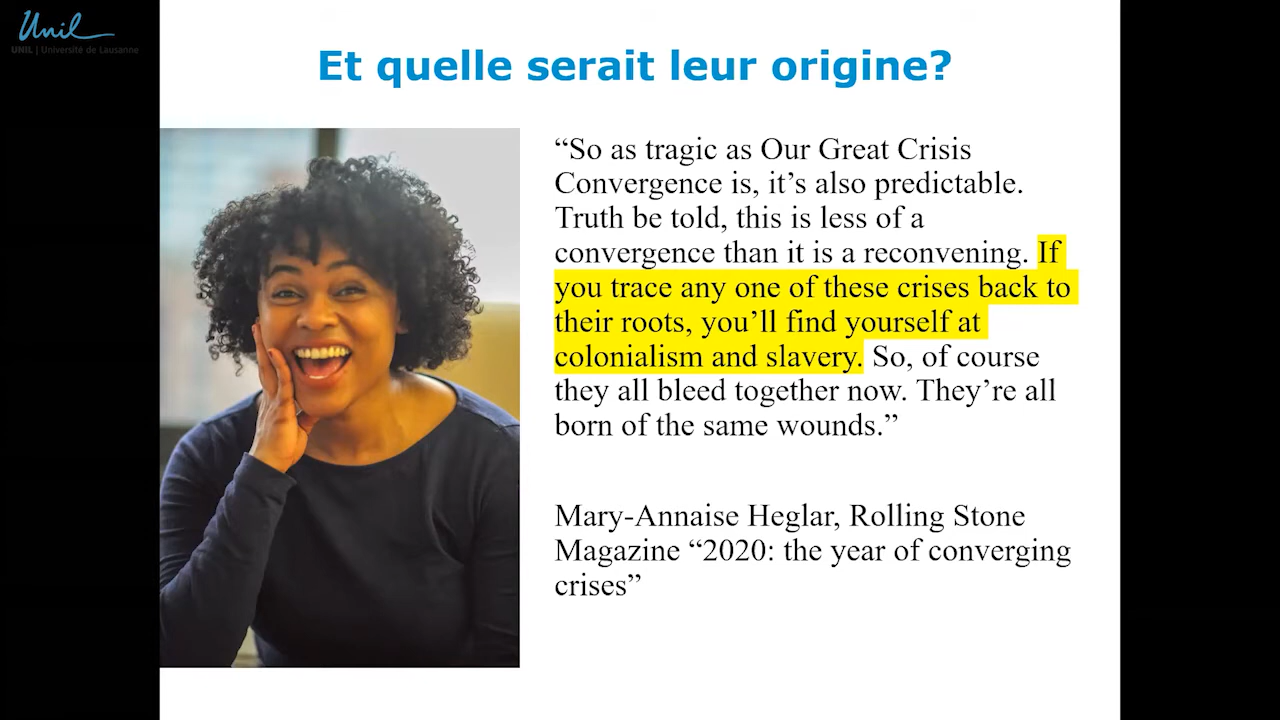 Unil
UNIL | Université de Lausanne
Et quelle serait leur origine?
“So as tragic as Our Great Crisis
Convergence is, it’s also predictable.
Truth be told, this is less of a
convergence than it is a reconvening. If
you trace any one of these crises back to
their roots, you’ll find yourself at
colonialism and slavery. So, of course
they all bleed together now. They’re all
born of the same wounds.”
Mary-Annaise Heglar, Rolling Stone
Magazine “2020: the year of converging
crises”